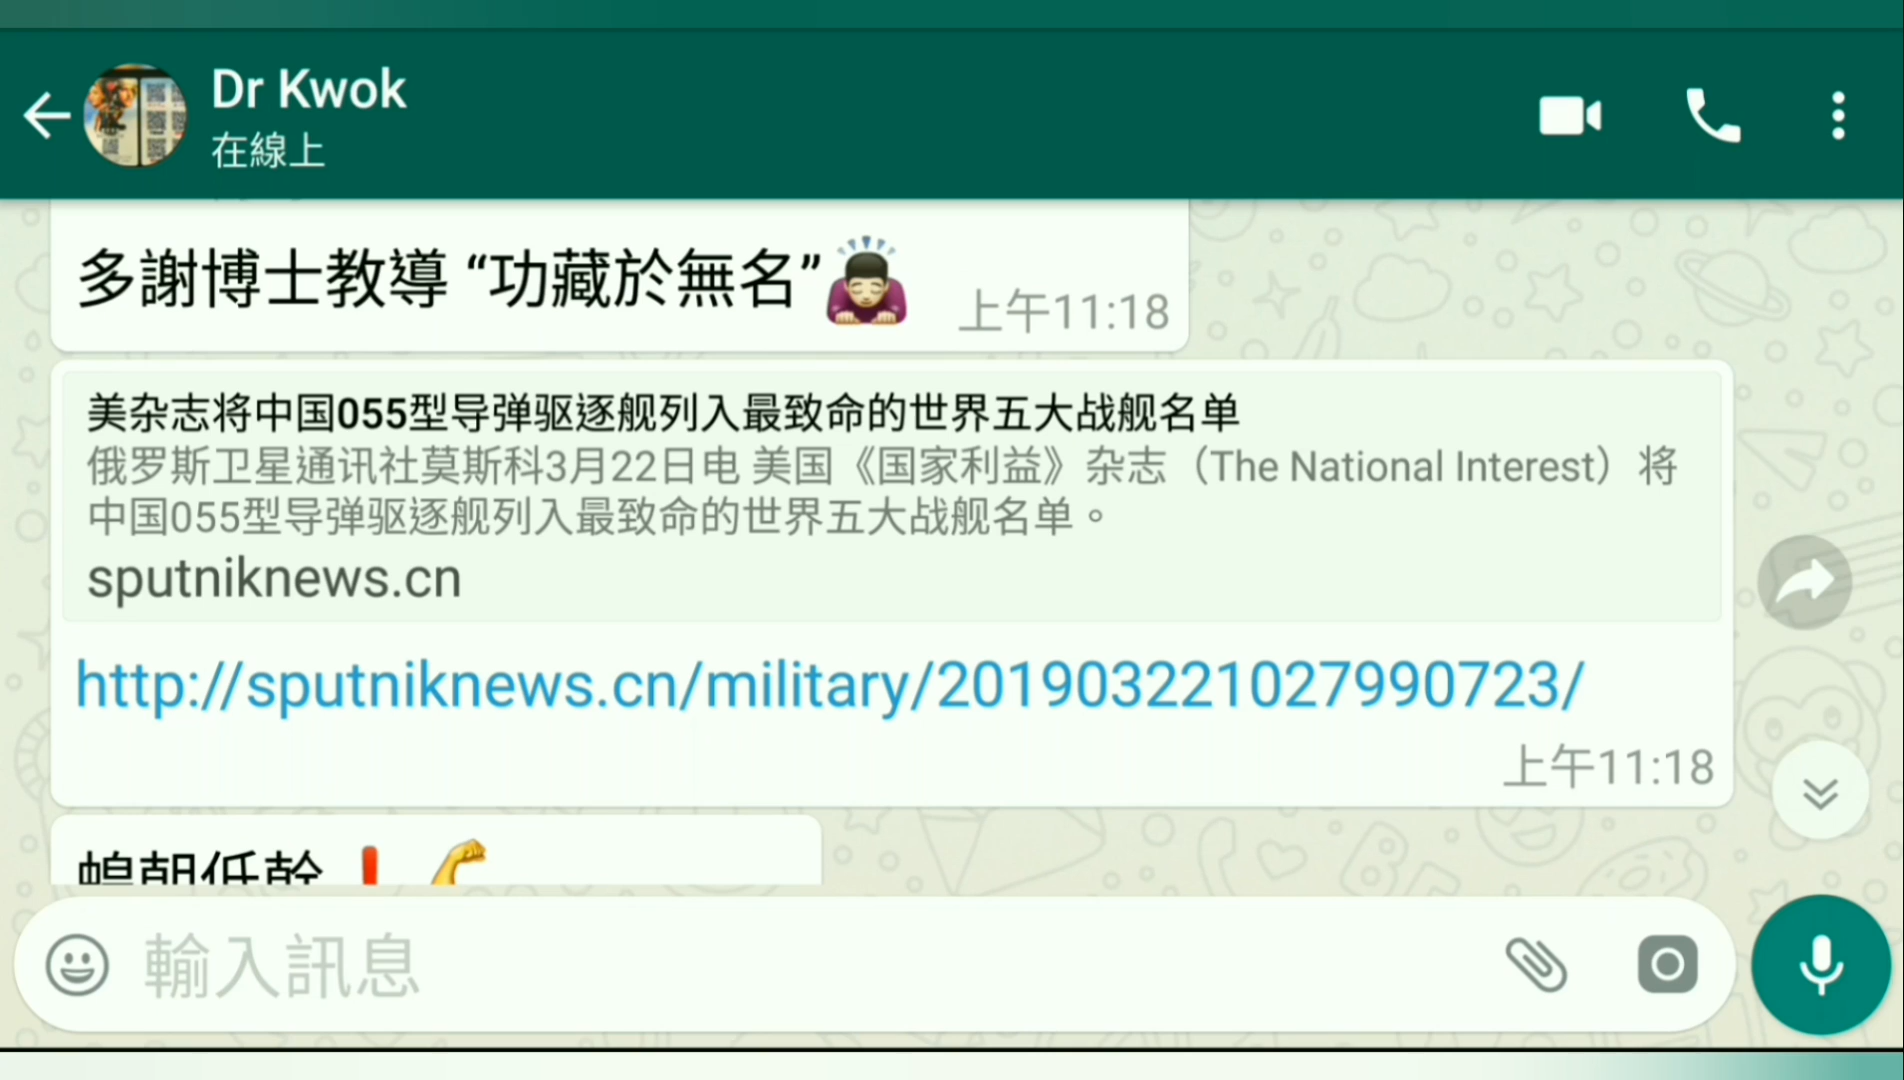 Dr Kwok
在線上
多謝博士教導 “功藏於無名”
上午11:18
美杂志将中国055型导弹驱逐舰列入最致命的世界五大战舰名单
俄罗斯卫星通讯社莫斯科3月22日电 美国《国家利益》杂志（The National Interest）将
中国055型导弹驱逐舰列入最致命的世界五大战舰名单。
sputniknews.cn
http://sputniknews.cn/military/201903221027990723/
上午11:18
輸入訊息